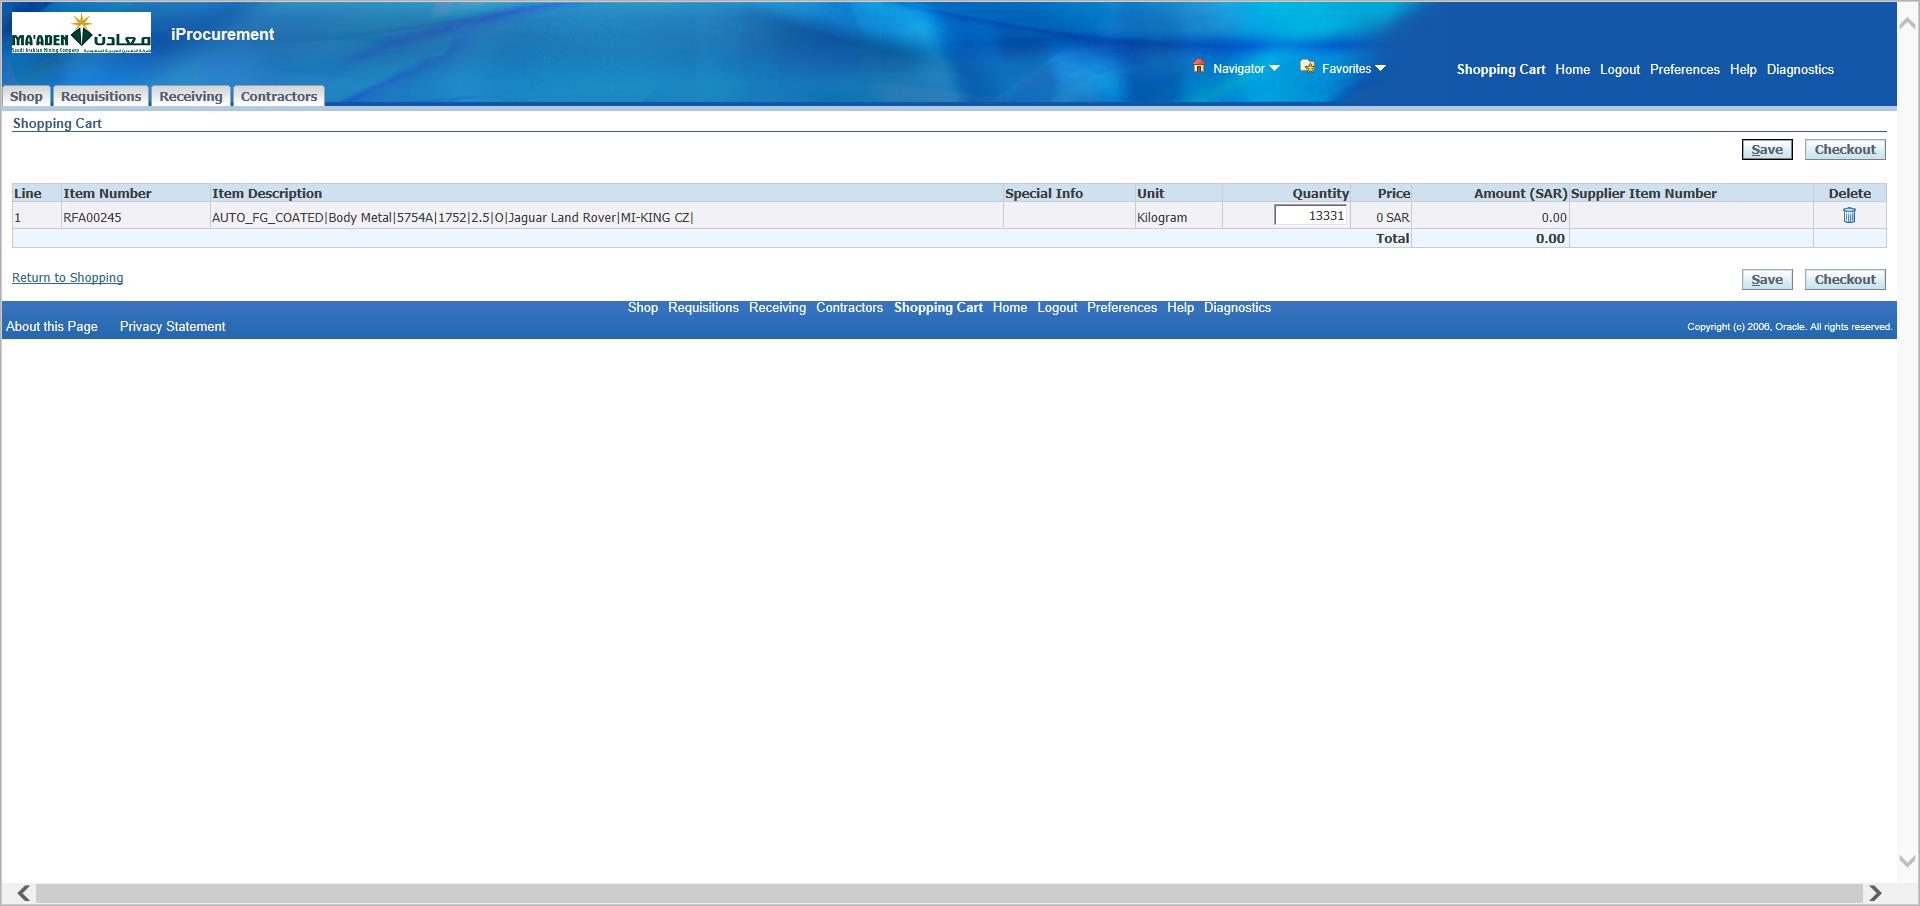 MA'ADEN معادن
Saudi Arabian Mining Company
iProcurement
Navigator Favorites Shopping Cart Home Logout Preferences Help Diagnostics
Shop Requisitions Receiving Contractors
Shopping Cart
Save Checkout
Line Item Number Item Description Special Info Unit Quantity Price Amount (SAR) Supplier Item Number Delete
1 RFA00245 AUTO_FG_COATED|Body Metal|5754A|1752|2.5|O|Jaguar Land Rover|MI-KING CZ| Kilogram 13331 0 SAR 0.00
Total 0.00
Return to Shopping Save Checkout
Shop Requisitions Receiving Contractors Shopping Cart Home Logout Preferences Help Diagnostics
About this Page Privacy Statement Copyright (c) 2006, Oracle. All rights reserved.